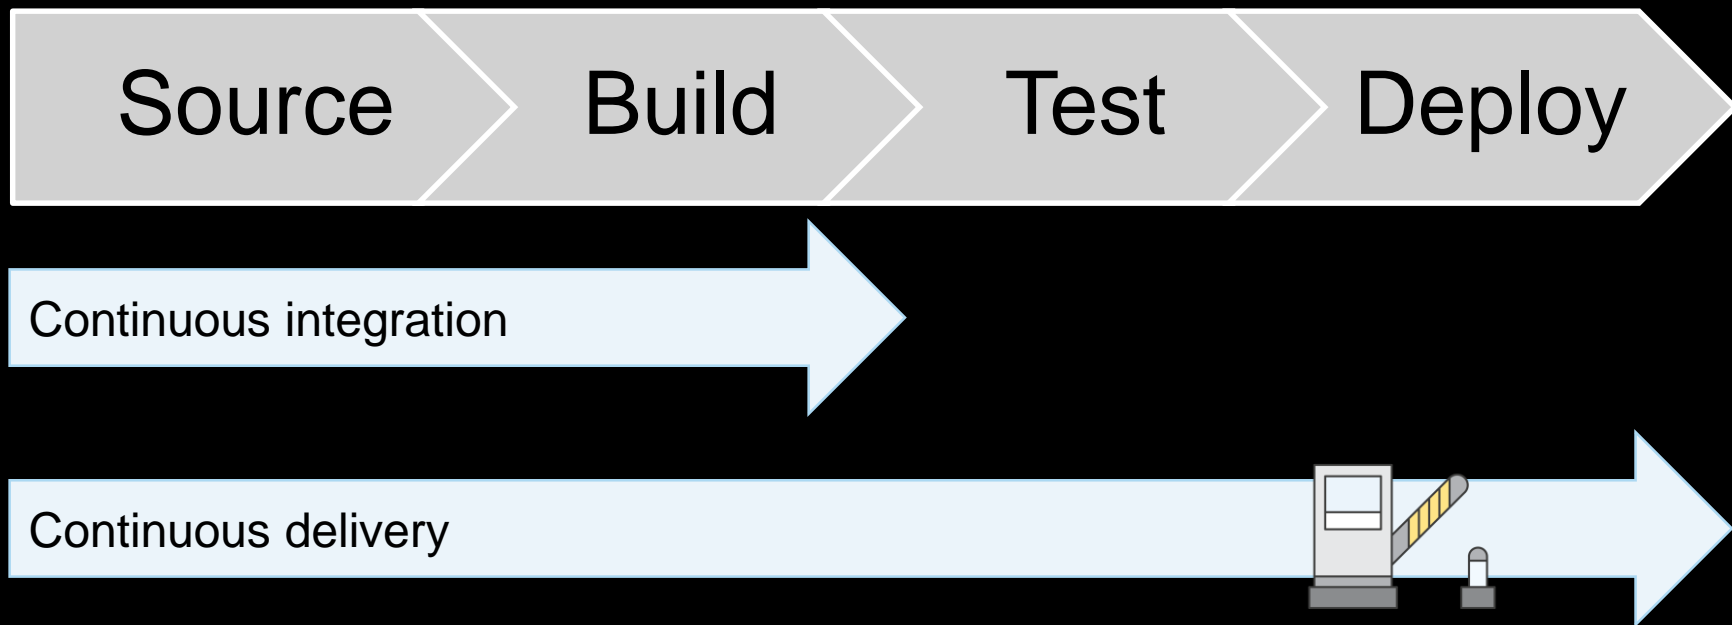 Source Build Test Deploy
Continuous integration
Continuous delivery